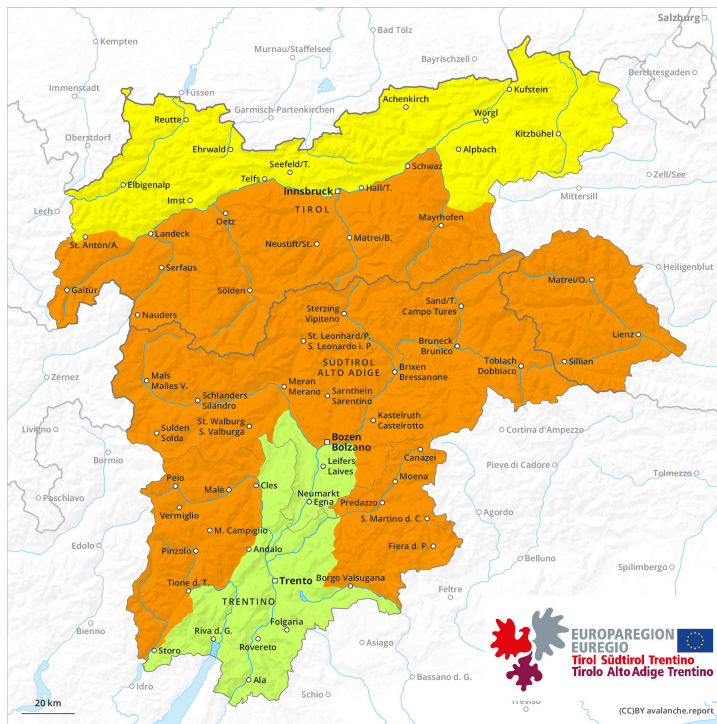 Salzburg
Bad Tölz
Kempten
Murnau/Staffelsee
Bayrischzell
Berchtesgaden
Immenstadt
Füssen
Kufstein
Achenkirch
Garmisch-Partenkirchen
Reutte
Wörgl
Oberstdorf
Kitzbühel
Ehrwald
Alpbach
Seefeld/T.
Schwaz
Zell/See
Telfs
Elbigenalp
Innsbruck
Hall/T.
Mittersill
Imst
Lech
TIROL
Oetz
Mayrhofen
Landeck
St. Anton/A.
Neustift/St.
Matrei/B.
Serfaus
Heiligenblut
Matrei/O.
Galtür
Sölden
Sand/T.
Campo Tures
Nauders
Sterzing
Vipiteno
Lienz
St. Leonhard/P.
S. Leonardo i. P.
Bruneck
Brunico
Toblach
Dobbiaco
Sillian
SÜDTIROL
ALTO ADIGE
Brixen
Bressanone
Zernez
Mals
Malles V.
Meran
Merano
Sarnthein
Sarentino
Schlanders
Silandro
Kastelruth
Castelrotto
St. Walburg
S. Valburga
Livigno
Sulden
Solda
Cortina d'Ampezzo
Bozen
Bolzano
Bormio
Canazei
Leifers
Laives
Pieve di Cadore
Tolmezzo
Peio
Moena
Malè
Cles
Poschiavo
Neumarkt
Egna
Predazzo
Vermiglio
Agordo
S. Martino d. C.
M. Campiglio
Edolo
Pinzolo
Andalo
Fiera d. P.
Belluno
Spilimbergo
Tione d. T.
Trento
Borgo Valsugana
Feltre
TRENTINO
Folgaria
Bienno
Riva d. G.
Rovereto
Asiago
Storo
Ala
Idro
Schio
Bassano d. G.
EUROPAREGION
EUREGIO
Tirol Südtirol Trentino
Tirolo Alto Adige Trentino
20 km
Treviso
(CC)BY avalanche.report